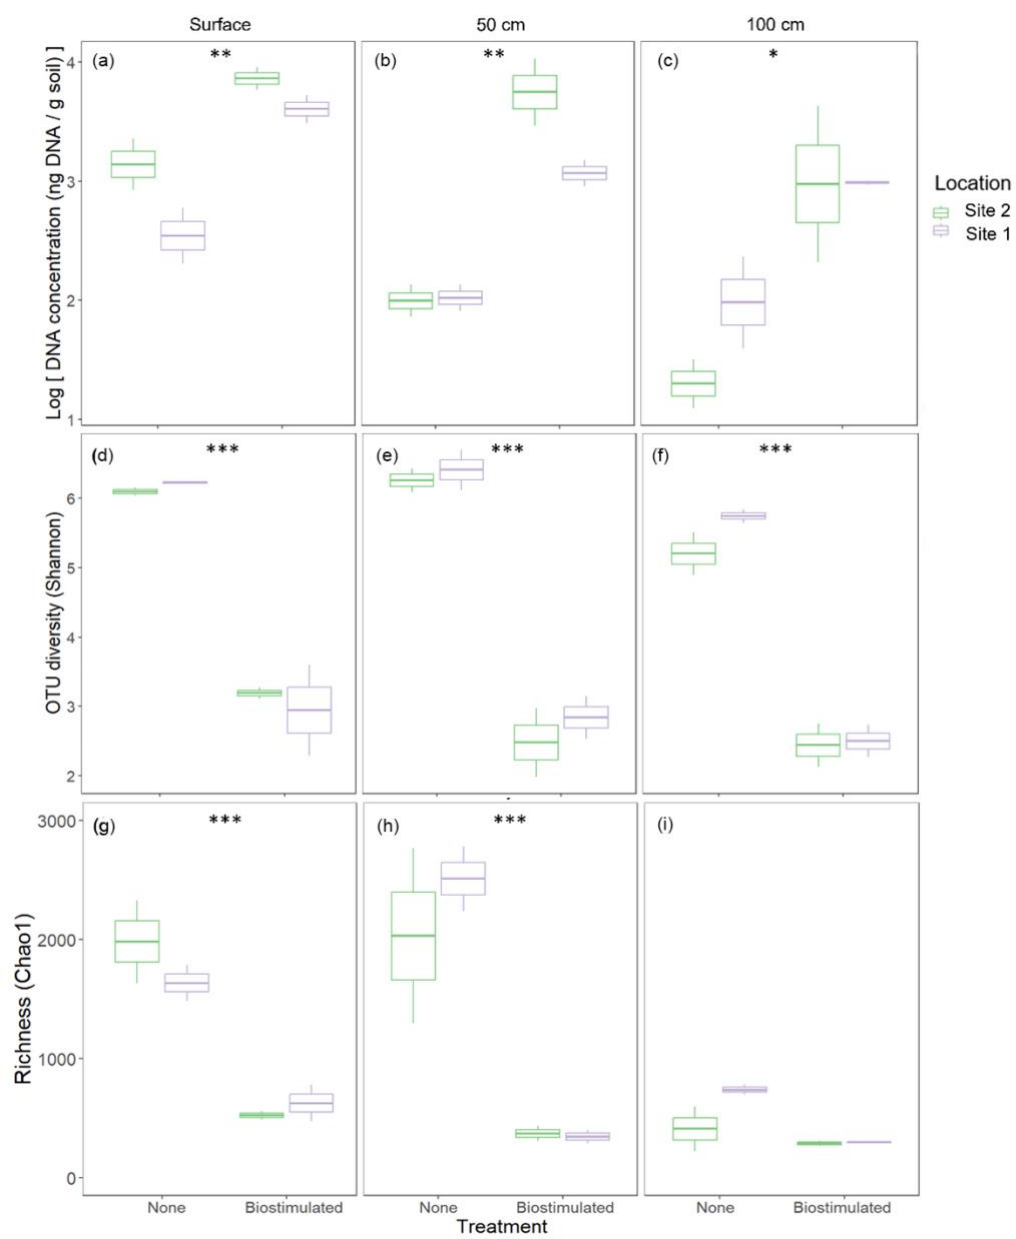 Surface 50 cm 100 cm
(a) ** (b) ** (c) *
Log [ DNA concentration (ng DNA / g soil) ]
4
3
2
1
Location
Site 2
Site 1
(d) *** (e) *** (f) ***
OTU diversity (Shannon)
6
5
4
3
2
(g) *** (h) *** (i)
Richness (Chao1)
3000
2000
1000
0
None Biostimulated None Biostimulated None Biostimulated
Treatment